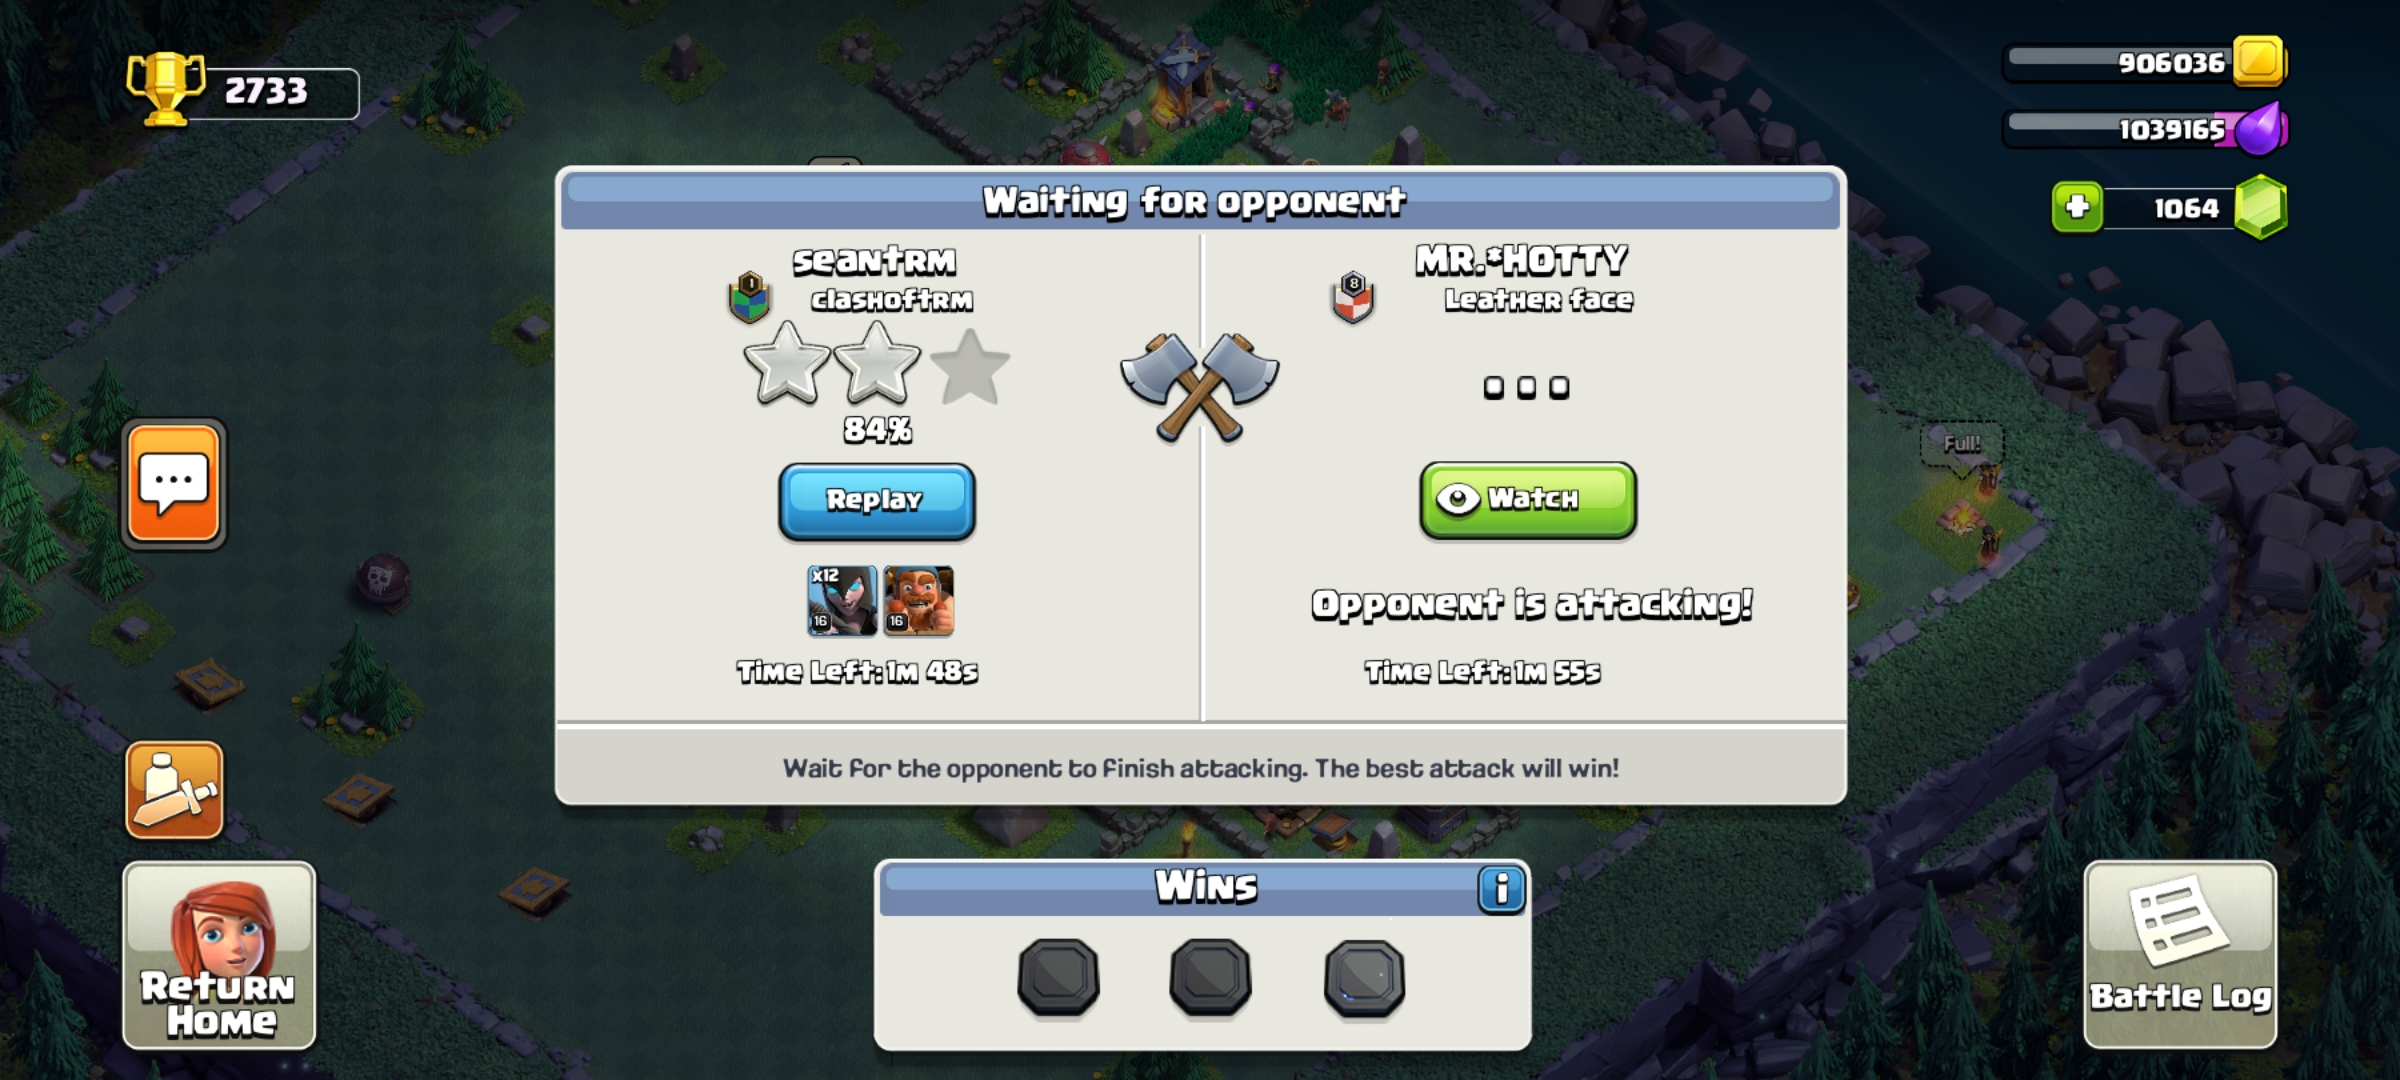 2733
906036
1039165
1064
Waiting for opponent
1
seantRM
clashoftRM
84%
Replay
x12
16
16
Time Left:1m 48s
8
MR.*HOTTY
Leather face
Watch
Opponent is attacking!
Time Left:1m 55s
Wait for the opponent to finish attacking. The best attack will win!
Full!
Wins
i
Return
Home
Battle Log